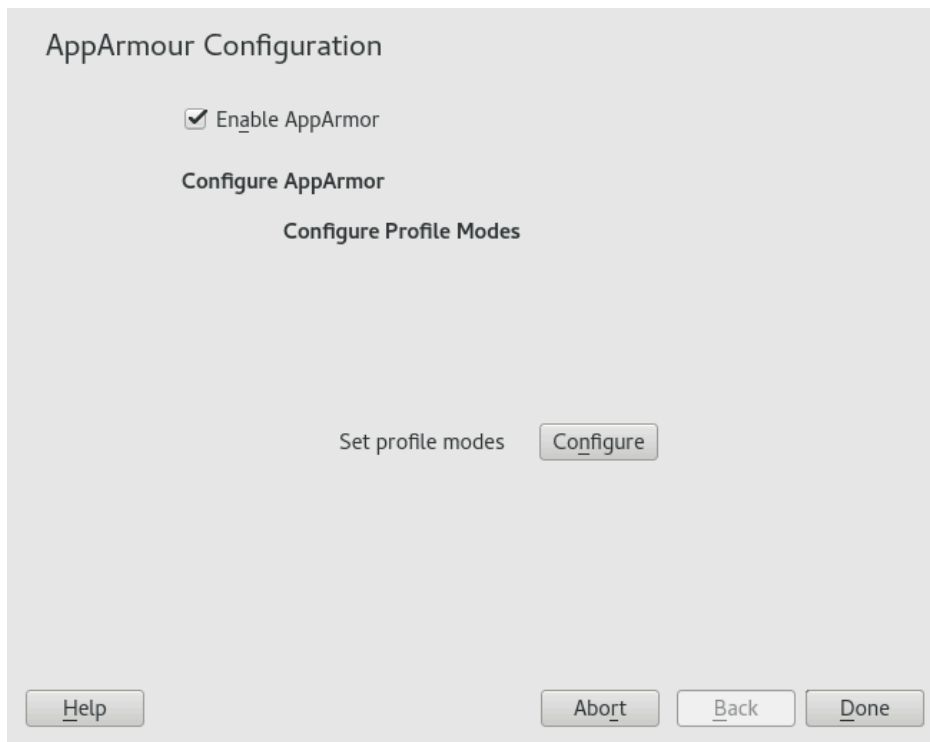 AppArmour Configuration
Enable AppArmor
Configure AppArmor
Configure Profile Modes
Set profile modes Configure
Help Abort Back Done